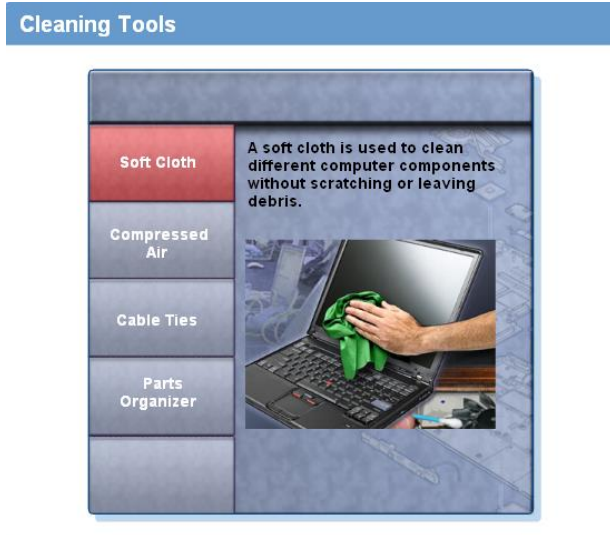 Cleaning Tools
Soft Cloth
Compressed
Air
Cable Ties
Parts
Organizer
A soft cloth is used to clean
different computer components
without scratching or leaving
debris.